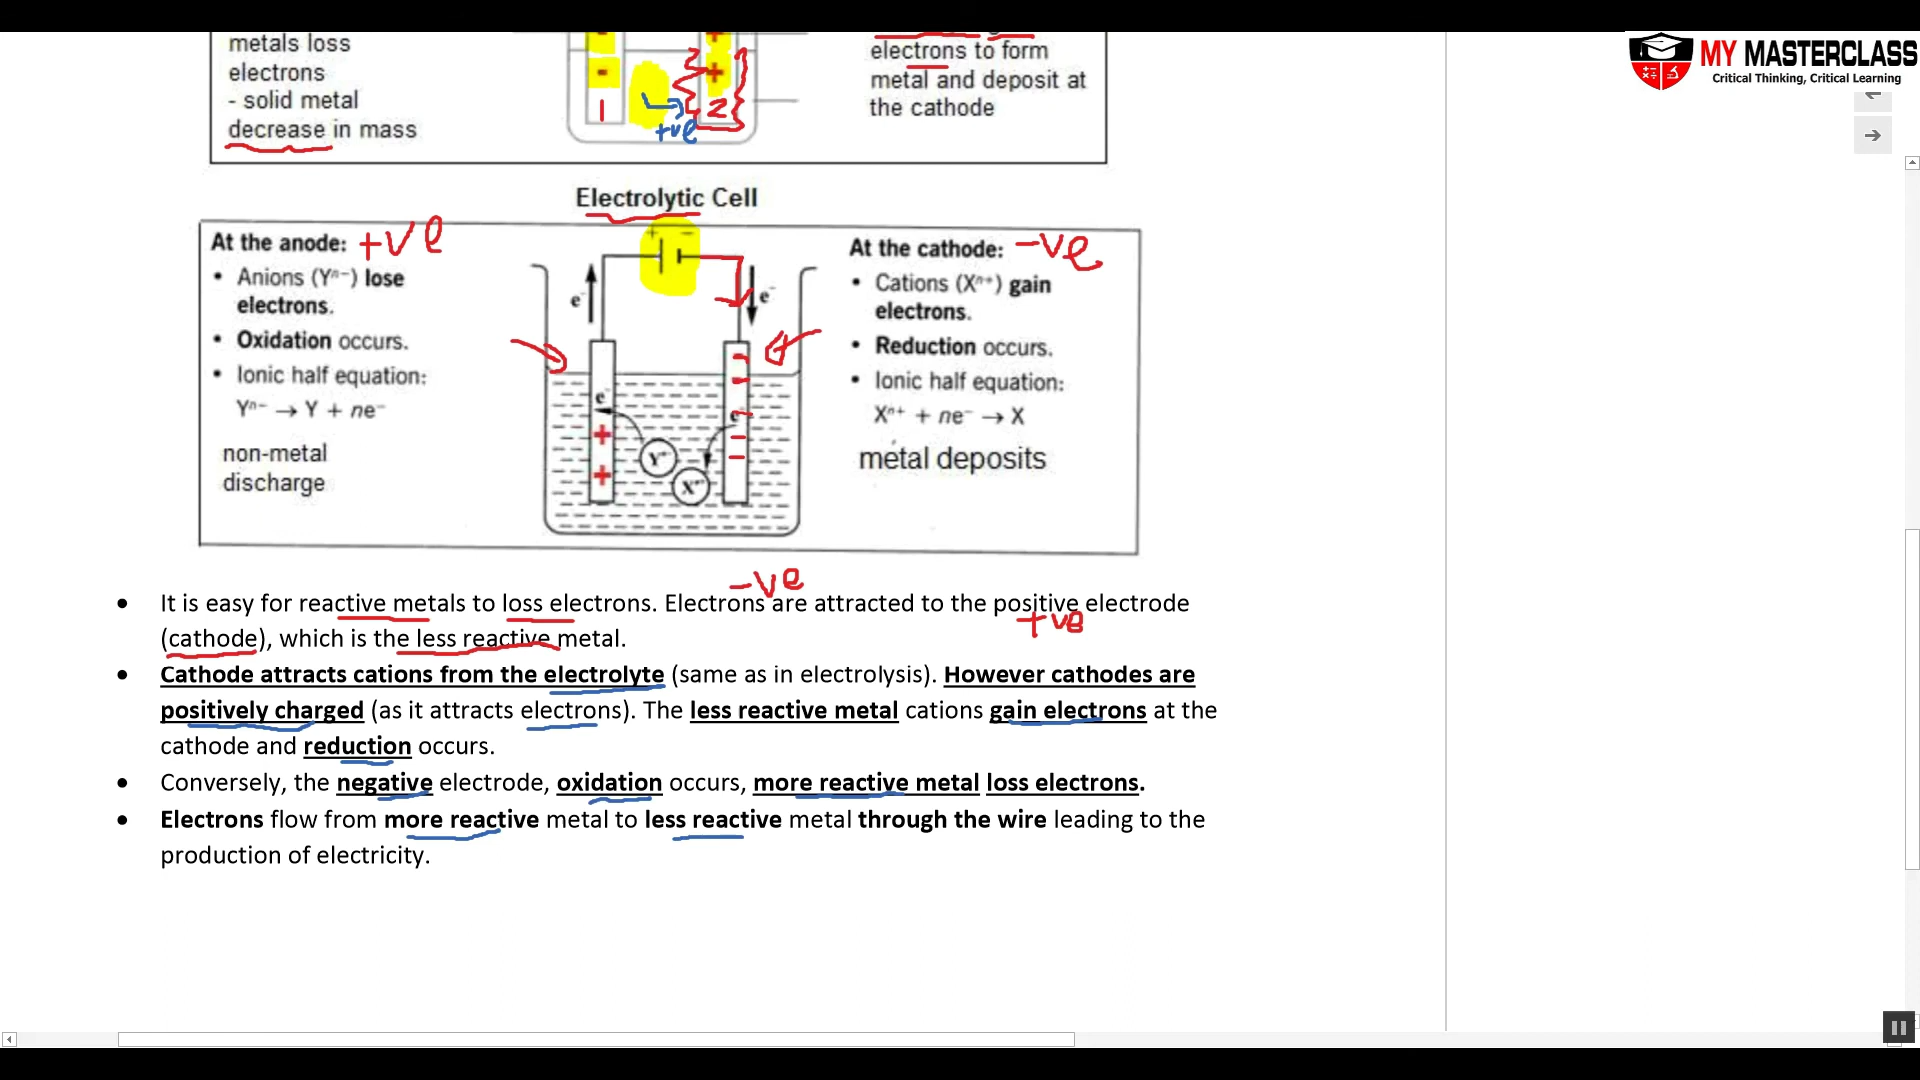 MY MASTERCLASS
Critical Thinking, Critical Learning
metals loss
electrons
- solid metal
decrease in mass
-
+
-
+
1
2
+ve
electrons to form
metal and deposit at
the cathode
Electrolytic Cell
At the anode: +ve
• Anions (Yⁿ⁻) lose
electrons.
• Oxidation occurs.
• Ionic half equation:
Yⁿ⁻ → Y + ne⁻
non-metal
discharge
+ −
e⁻
e⁻
e⁻
e⁻
+
+
Yⁿ⁻
Xⁿ⁺
At the cathode: -ve
• Cations (Xⁿ⁺) gain
electrons.
• Reduction occurs.
• Ionic half equation:
Xⁿ⁺ + ne⁻ → X
metal deposits
-ve
• It is easy for reactive metals to loss electrons. Electrons are attracted to the positive electrode
+ve
(cathode), which is the less reactive metal.
• Cathode attracts cations from the electrolyte (same as in electrolysis). However cathodes are
positively charged (as it attracts electrons). The less reactive metal cations gain electrons at the
cathode and reduction occurs.
• Conversely, the negative electrode, oxidation occurs, more reactive metal loss electrons.
• Electrons flow from more reactive metal to less reactive metal through the wire leading to the
production of electricity.